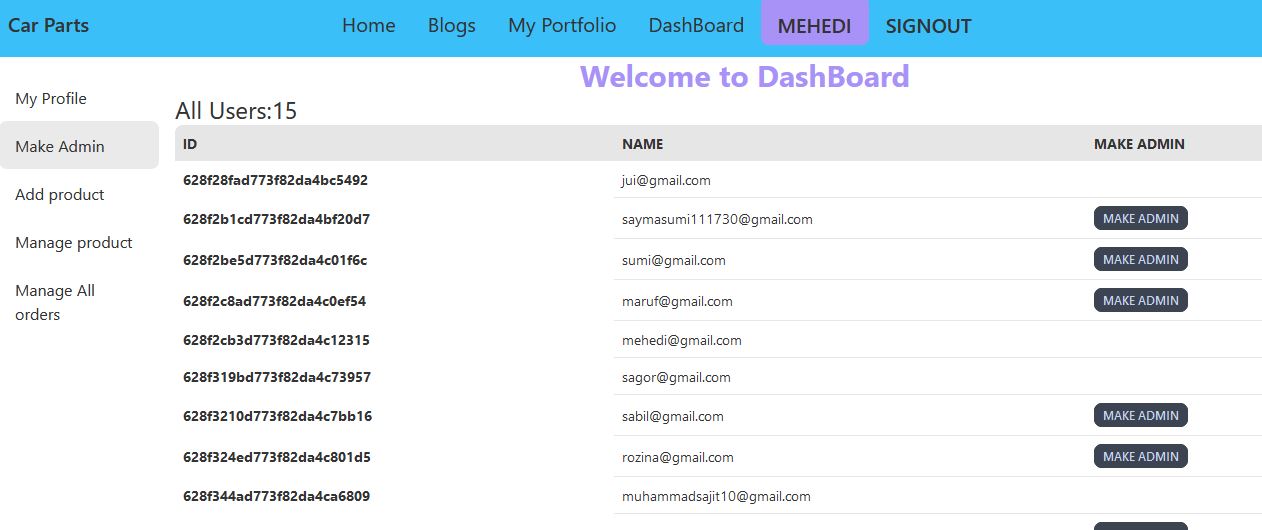 Car Parts Home Blogs My Portfolio DashBoard MEHEDI SIGNOUT
Welcome to DashBoard
My Profile
Make Admin
Add product
Manage product
Manage All
orders
All Users:15
ID NAME MAKE ADMIN
628f28fad773f82da4bc5492 jui@gmail.com
628f2b1cd773f82da4bf20d7 saymasumi111730@gmail.com MAKE ADMIN
628f2be5d773f82da4c01f6c sumi@gmail.com MAKE ADMIN
628f2c8ad773f82da4c0ef54 maruf@gmail.com MAKE ADMIN
628f2cb3d773f82da4c12315 mehedi@gmail.com
628f319bd773f82da4c73957 sagor@gmail.com
628f3210d773f82da4c7bb16 sabil@gmail.com MAKE ADMIN
628f324ed773f82da4c801d5 rozina@gmail.com MAKE ADMIN
628f344ad773f82da4ca6809 muhammadsajit10@gmail.com